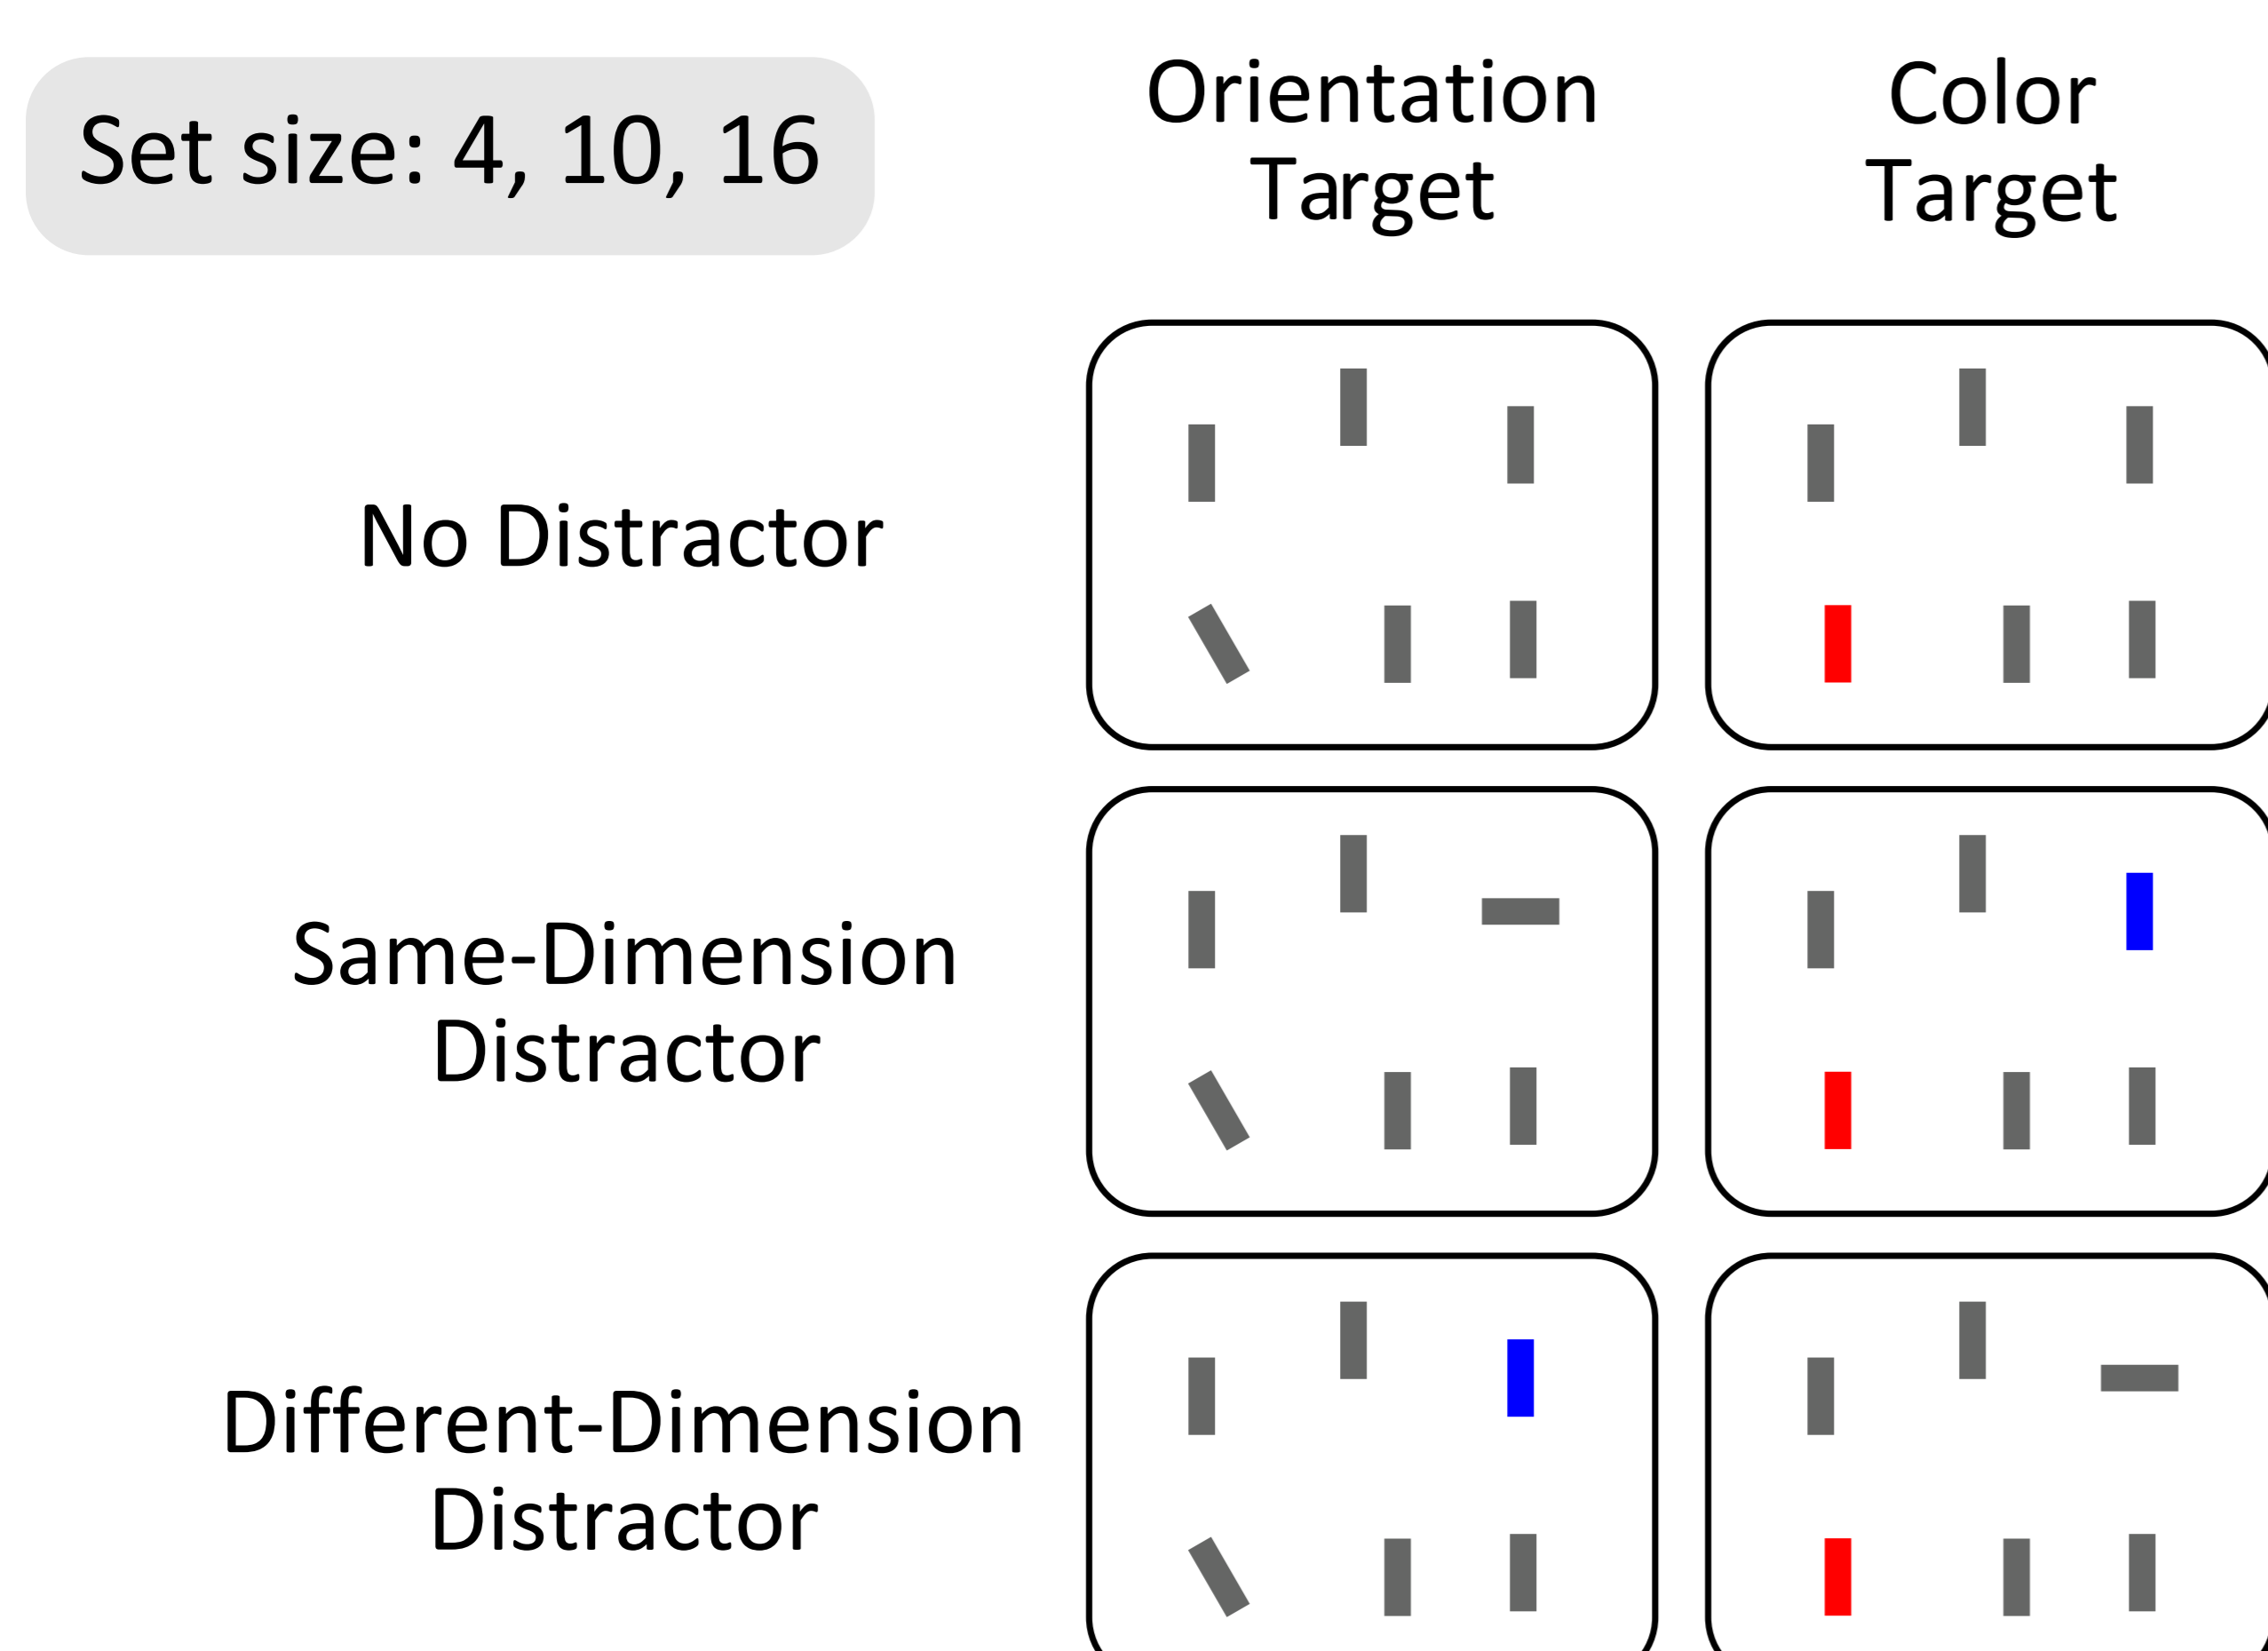 Set size: 4, 10, 16
Orientation
Target
Color
Target
No Distractor
Same-Dimension
Distractor
Different-Dimension
Distractor